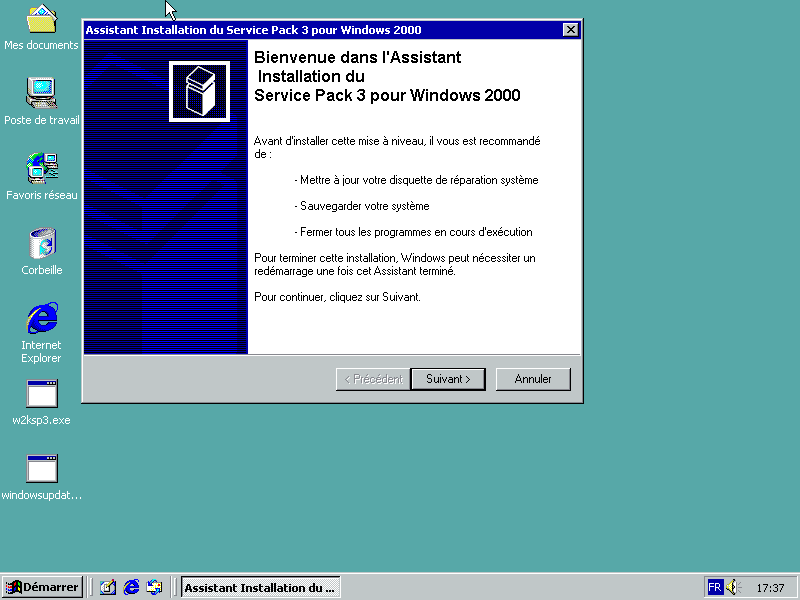 Mes documents
Poste de travail
Favoris réseau
Corbeille
Internet
Explorer
w2ksp3.exe
windowsupdat...
Assistant Installation du Service Pack 3 pour Windows 2000
Bienvenue dans l'Assistant
Installation du
Service Pack 3 pour Windows 2000
Avant d'installer cette mise à niveau, il vous est recommandé
de :
- Mettre à jour votre disquette de réparation système
- Sauvegarder votre système
- Fermer tous les programmes en cours d'exécution
Pour terminer cette installation, Windows peut nécessiter un
redémarrage une fois cet Assistant terminé.
Pour continuer, cliquez sur Suivant.
< Précédent
Suivant >
Annuler
Démarrer
Assistant Installation du ...
FR
17:37